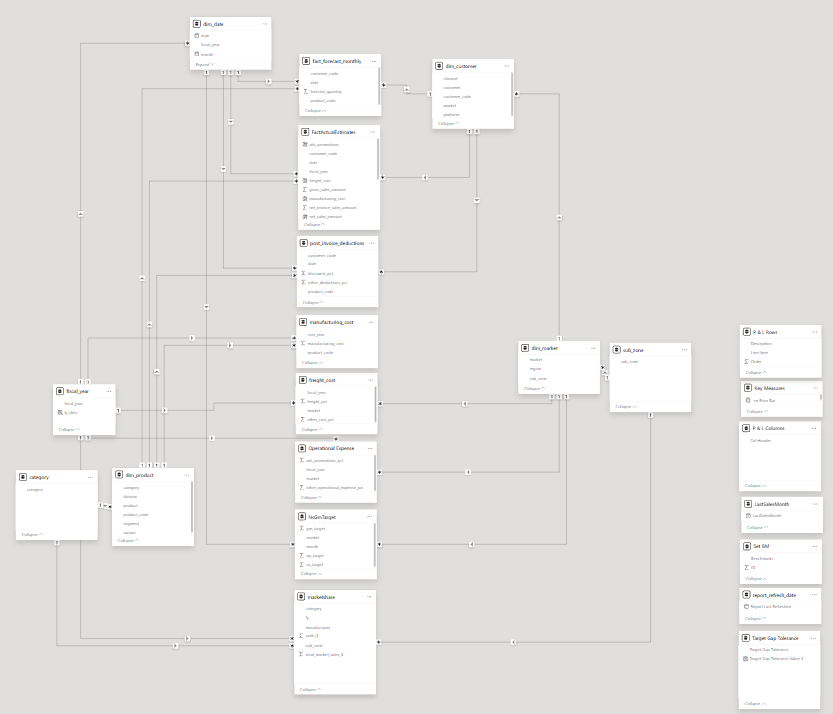 dim_date
date
fiscal_year
month
Expand
fact_forecast_monthly
customer_code
date
forecast_quantity
product_code
Collapse
dim_customer
channel
customer
customer_code
market
platform
Collapse
FactActualEstimates
customer_code
date
fiscal_year
freight_cost
gross_sales_amount
manufacturing_cost
net_invoice_sales_amount
net_sales_amount
Collapse
post_invoice_deductions
customer_code
date
discounts_pct
other_deductions_pct
product_code
Collapse
manufacturing_cost
cost_year
manufacturing_cost
product_code
Collapse
freight_cost
fiscal_year
freight_pct
market
other_cost_pct
Collapse
Operational Expense
ads_promotions_pct
fiscal_year
market
other_operational_expense_pct
Collapse
NsGmTarget
gm_target
market
month
np_target
ns_target
Collapse
marketshare
category
fy
manufacturer
sales_$
sub_zone
total_market_sales_$
Collapse
fiscal_year
fiscal_year
fy_desc
Collapse
category
category
Collapse
dim_product
category
division
product
product_code
segment
variant
Collapse
dim_market
market
region
sub_zone
Collapse
sub_zone
sub_zone
Collapse
P & L Rows
Description
Line Item
Order
Collapse
Key Measures
Collapse
P & L Columns
Col Header
Collapse
LastSalesMonth
LastSalesMonth
Collapse
Set BM
Benchmark
ID
Collapse
report_refresh_date
Report Last Refreshed
Collapse
Target Gap Tolerance
Target Gap Tolerance
Target Gap Tolerance Value
Collapse